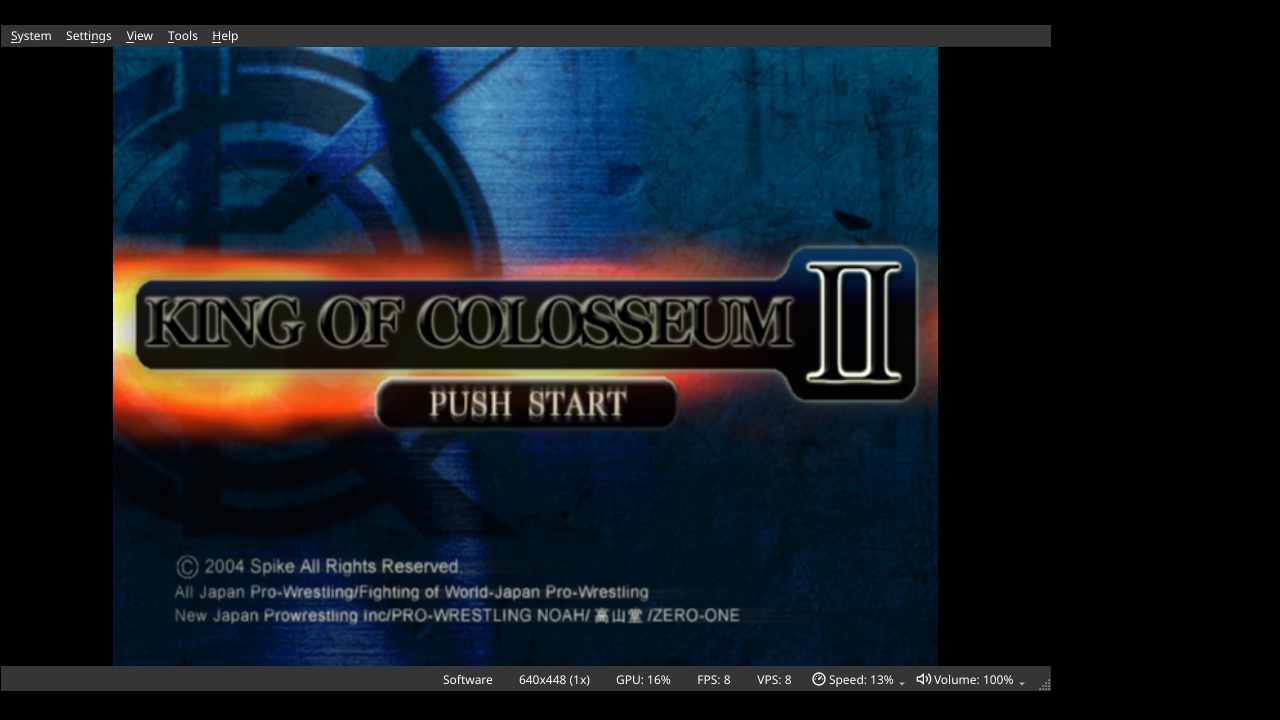 System Settings View Tools Help
KING OF COLOSSEUM II
PUSH START
© 2004 Spike All Rights Reserved.
All Japan Pro-Wrestling/Fighting of World-Japan Pro-Wrestling
New Japan Prowrestling Inc/PRO-WRESTLING NOAH/ 高山堂 /ZERO-ONE
Software 640x448 (1x) GPU: 16% FPS: 8 VPS: 8 Speed: 13% Volume: 100%